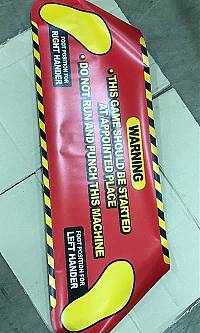 WARNING
• THIS GAME SHOULD BE STARTED
AT APPOINTED PLACE
• DO NOT RUN AND PUNCH THIS MACHINE
FOOT POSITION FOR
LEFT HANDER
FOOT POSITION FOR
RIGHT HANDER